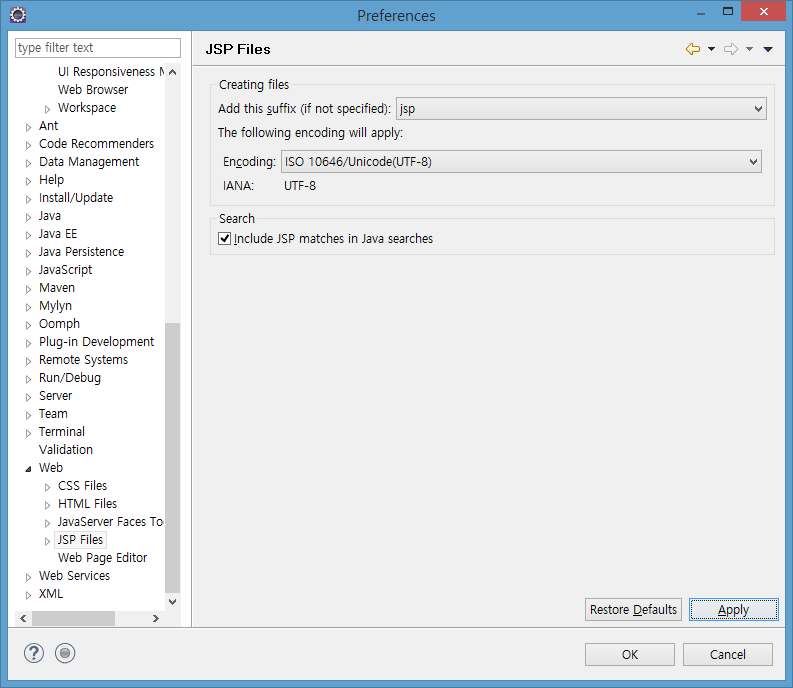 Preferences
type filter text
UI Responsiveness M
Web Browser
Workspace
Ant
Code Recommenders
Data Management
Help
Install/Update
Java
Java EE
Java Persistence
JavaScript
Maven
Mylyn
Oomph
Plug-in Development
Remote Systems
Run/Debug
Server
Team
Terminal
Validation
Web
CSS Files
HTML Files
JavaServer Faces To
JSP Files
Web Page Editor
Web Services
XML
JSP Files
Creating files
Add this suffix (if not specified): jsp
The following encoding will apply:
Encoding: ISO 10646/Unicode(UTF-8)
IANA: UTF-8
Search
Include JSP matches in Java searches
Restore Defaults Apply
OK Cancel